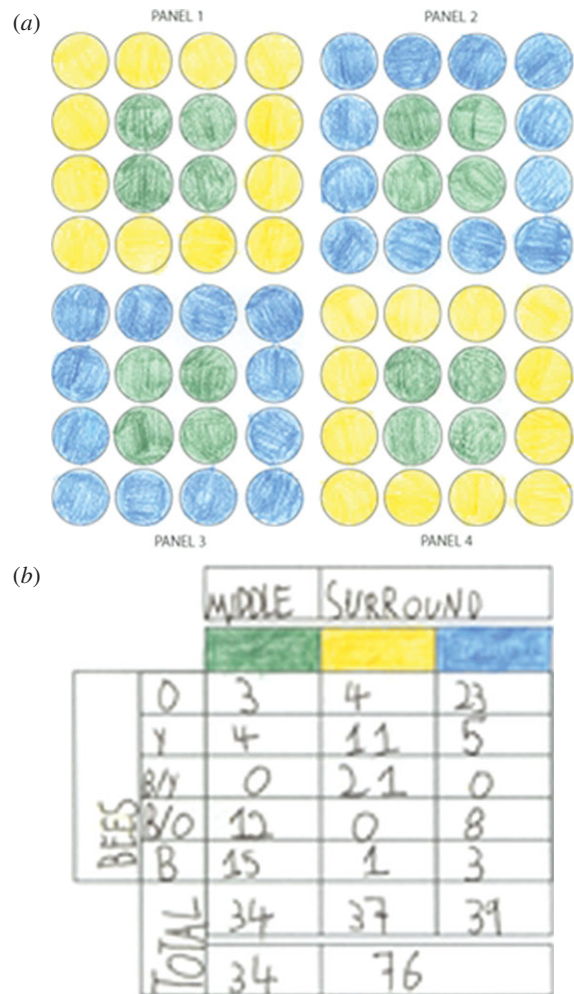 (a)
PANEL 1 PANEL 2
PANEL 3 PANEL 4
(b)
MIDDLE SURROUND
BEES
O 3 4 23
Y 4 11 5
B/Y 0 21 0
B/O 12 0 8
B 15 1 3
TOTAL 34 37 39
34 76